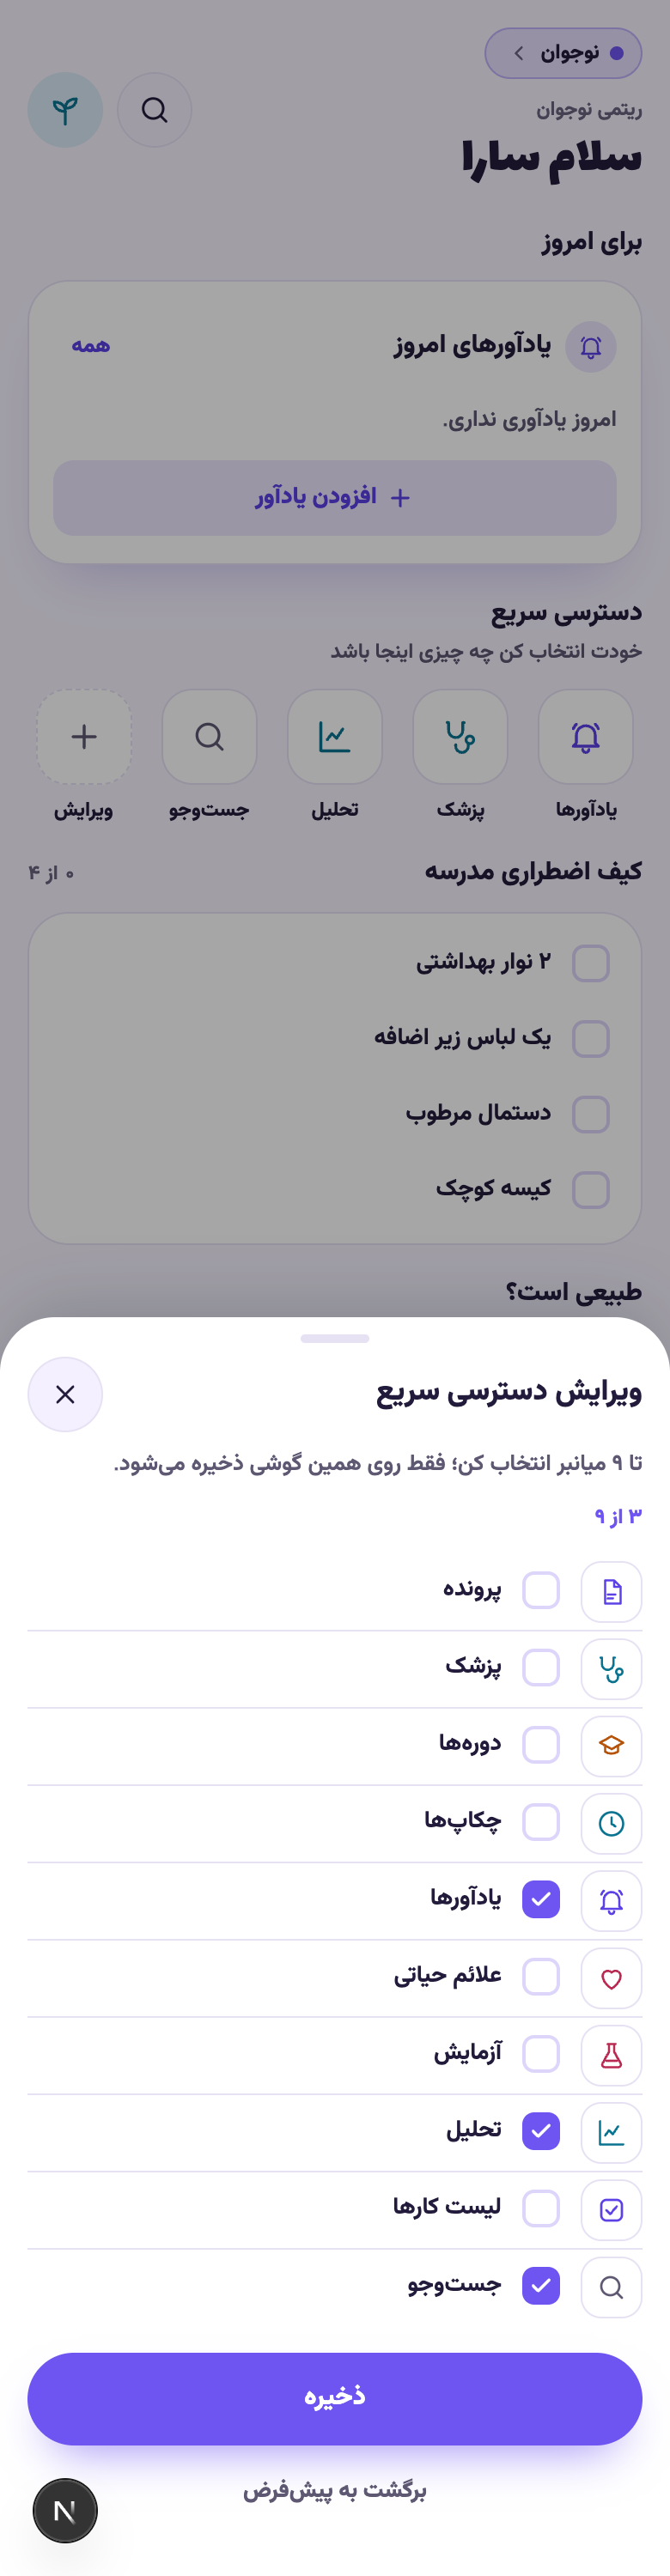 نوجوان
ریتمی نوجوان
سلام سارا
برای امروز
یادآورهای امروز
همه
امروز یادآوری نداری.
افزودن یادآور
دسترسی سریع
خودت انتخاب کن چه چیزی اینجا باشد
یادآورها
پزشک
تحلیل
جست‌وجو
ویرایش
کیف اضطراری مدرسه
۰ از ۴
۲ نوار بهداشتی
یک لباس زیر اضافه
دستمال مرطوب
کیسه کوچک
طبیعی است؟
ویرایش دسترسی سریع
تا ۹ میانبر انتخاب کن؛ فقط روی همین گوشی ذخیره می‌شود.
۳ از ۹
پرونده
پزشک
دوره‌ها
چکاپ‌ها
یادآورها
علائم حیاتی
آزمایش
تحلیل
لیست کارها
جست‌وجو
ذخیره
برگشت به پیش‌فرض
N